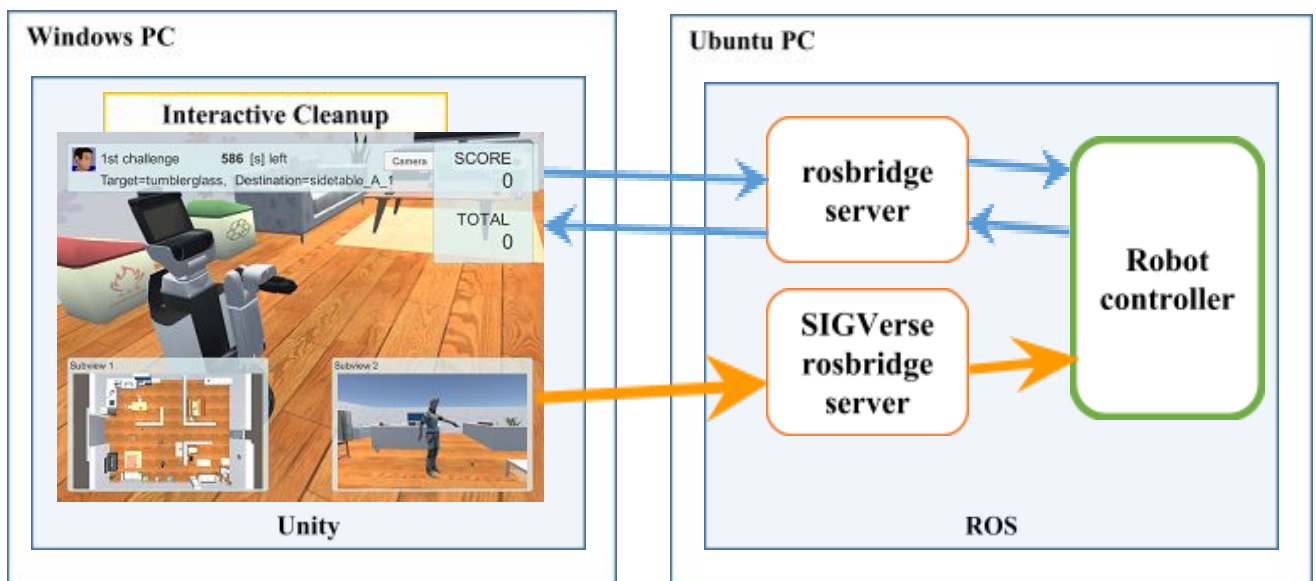 Windows PC
Interactive Cleanup
1st challenge 586 [s] left Camera
Target=tumblerglass, Destination=sidetable_A_1
SCORE
0
TOTAL
0
Subview 1
Subview 2
Unity
Ubuntu PC
rosbridge
server
SIGVerse
rosbridge
server
Robot
controller
ROS